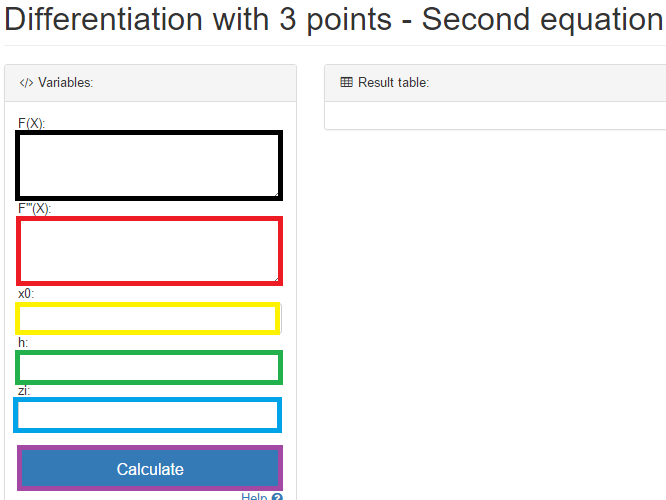 Differentiation with 3 points - Second equation
</> Variables:
Result table:
F(X):
F'''(X):
x0:
h:
zi:
Calculate
Help